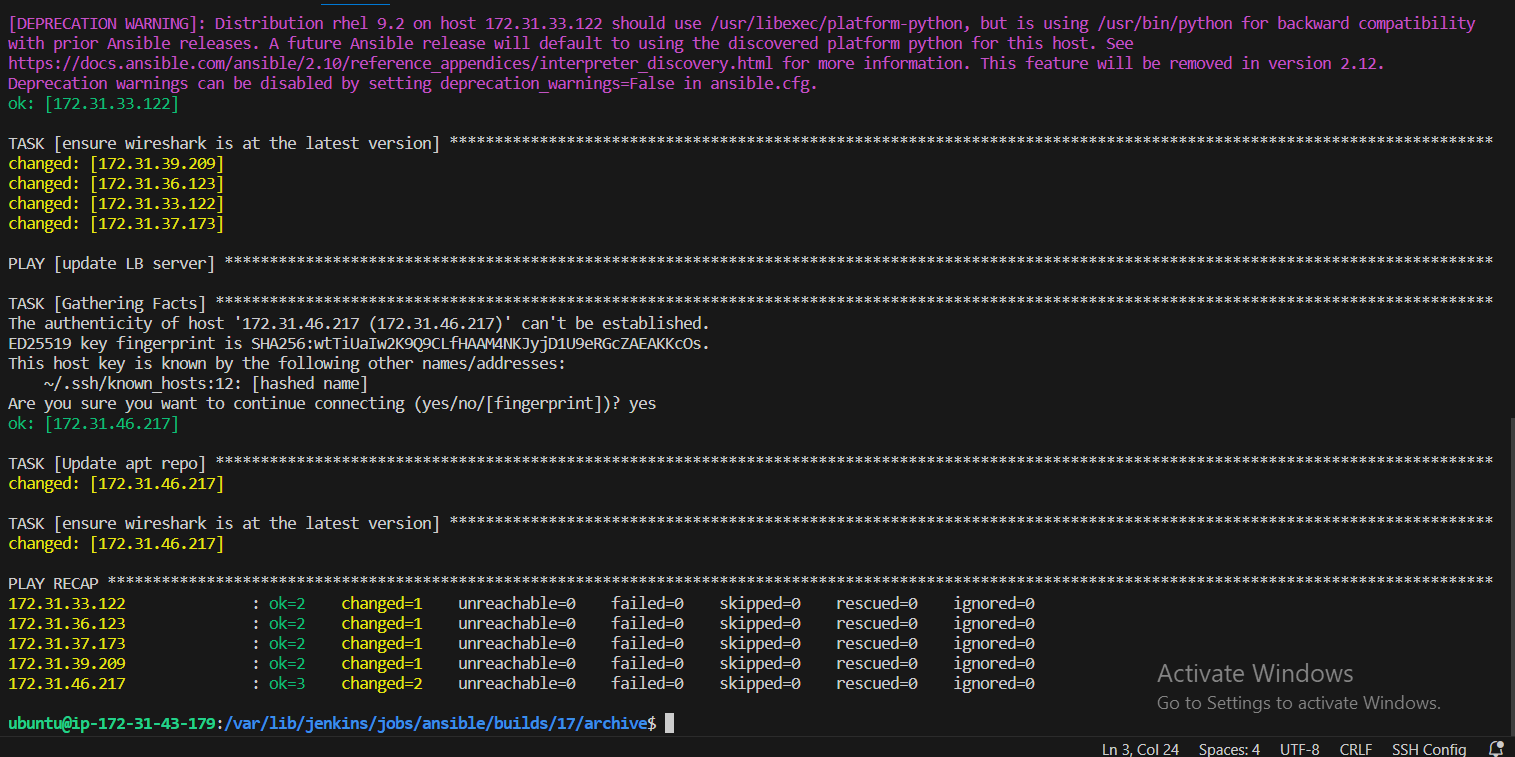 [DEPRECATION WARNING]: Distribution rhel 9.2 on host 172.31.33.122 should use /usr/libexec/platform-python, but is using /usr/bin/python for backward compatibility
with prior Ansible releases. A future Ansible release will default to using the discovered platform python for this host. See
https://docs.ansible.com/ansible/2.10/reference_appendices/interpreter_discovery.html for more information. This feature will be removed in version 2.12.
Deprecation warnings can be disabled by setting deprecation_warnings=False in ansible.cfg.
ok: [172.31.33.122]
TASK [ensure wireshark is at the latest version] ********************************************************************************************************************
changed: [172.31.39.209]
changed: [172.31.36.123]
changed: [172.31.33.122]
changed: [172.31.37.173]
PLAY [update LB server] *********************************************************************************************************************************************
TASK [Gathering Facts] **********************************************************************************************************************************************
The authenticity of host '172.31.46.217 (172.31.46.217)' can't be established.
ED25519 key fingerprint is SHA256:wtTiUaIw2K9Q9CLfHAAM4NKJyjD1U9eRGcZAEAKKcOs.
This host key is known by the following other names/addresses:
    ~/.ssh/known_hosts:12: [hashed name]
Are you sure you want to continue connecting (yes/no/[fingerprint])? yes
ok: [172.31.46.217]
TASK [Update apt repo] **********************************************************************************************************************************************
changed: [172.31.46.217]
TASK [ensure wireshark is at the latest version] ********************************************************************************************************************
changed: [172.31.46.217]
PLAY RECAP **********************************************************************************************************************************************************
172.31.33.122              : ok=2    changed=1    unreachable=0    failed=0    skipped=0    rescued=0    ignored=0
172.31.36.123              : ok=2    changed=1    unreachable=0    failed=0    skipped=0    rescued=0    ignored=0
172.31.37.173              : ok=2    changed=1    unreachable=0    failed=0    skipped=0    rescued=0    ignored=0
172.31.39.209              : ok=2    changed=1    unreachable=0    failed=0    skipped=0    rescued=0    ignored=0
172.31.46.217              : ok=3    changed=2    unreachable=0    failed=0    skipped=0    rescued=0    ignored=0
Activate Windows
Go to Settings to activate Windows.
ubuntu@ip-172-31-43-179:/var/lib/jenkins/jobs/ansible/builds/17/archive$
Ln 3, Col 24 Spaces: 4 UTF-8 CRLF SSH Config